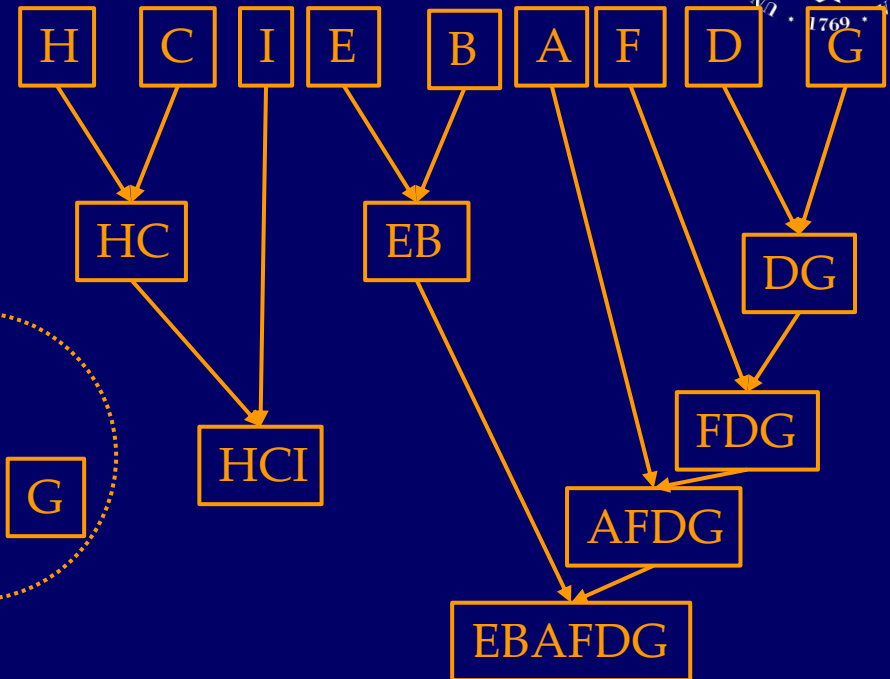 H C I E B A F D G
· 1769 ·
HC EB
DG
FDG
HCI
G
AFDG
EBAFDG